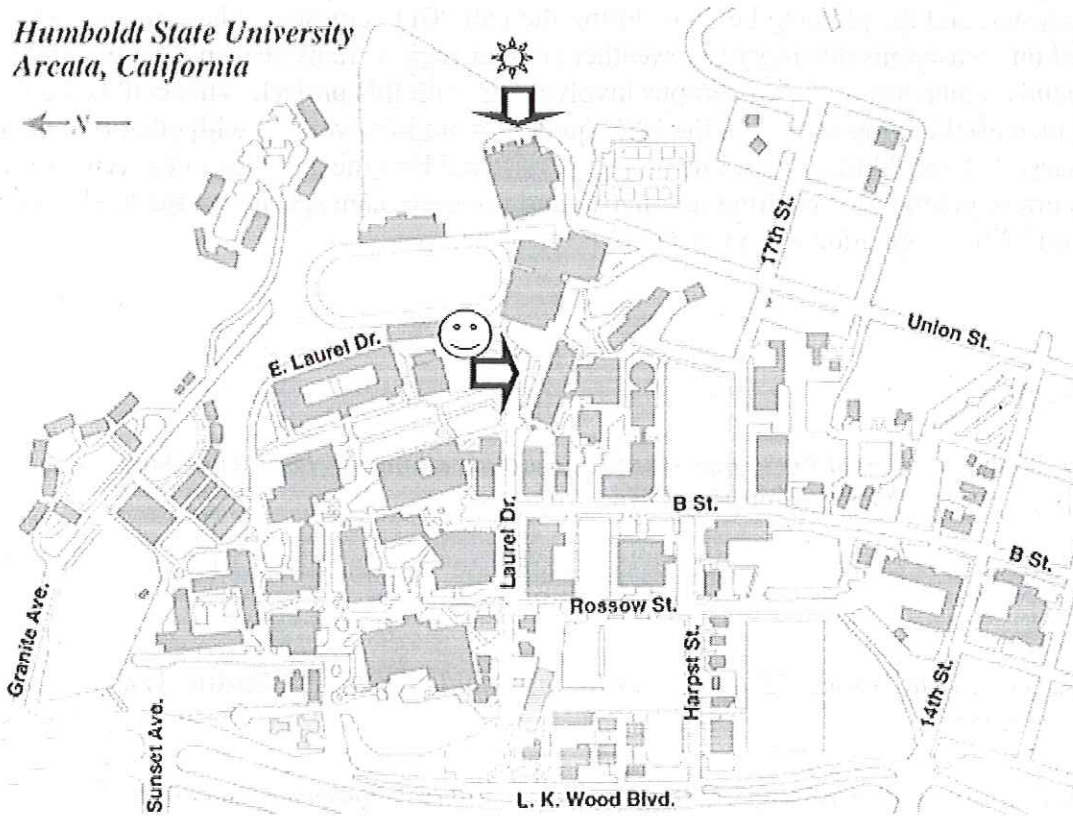 Humboldt State University
Arcata, California
N
17th St.
Union St.
E. Laurel Dr.
B St.
Laurel Dr.
B St.
Rossow St.
Granite Ave.
Harpst St.
14th St.
Sunset Ave.
L. K. Wood Blvd.